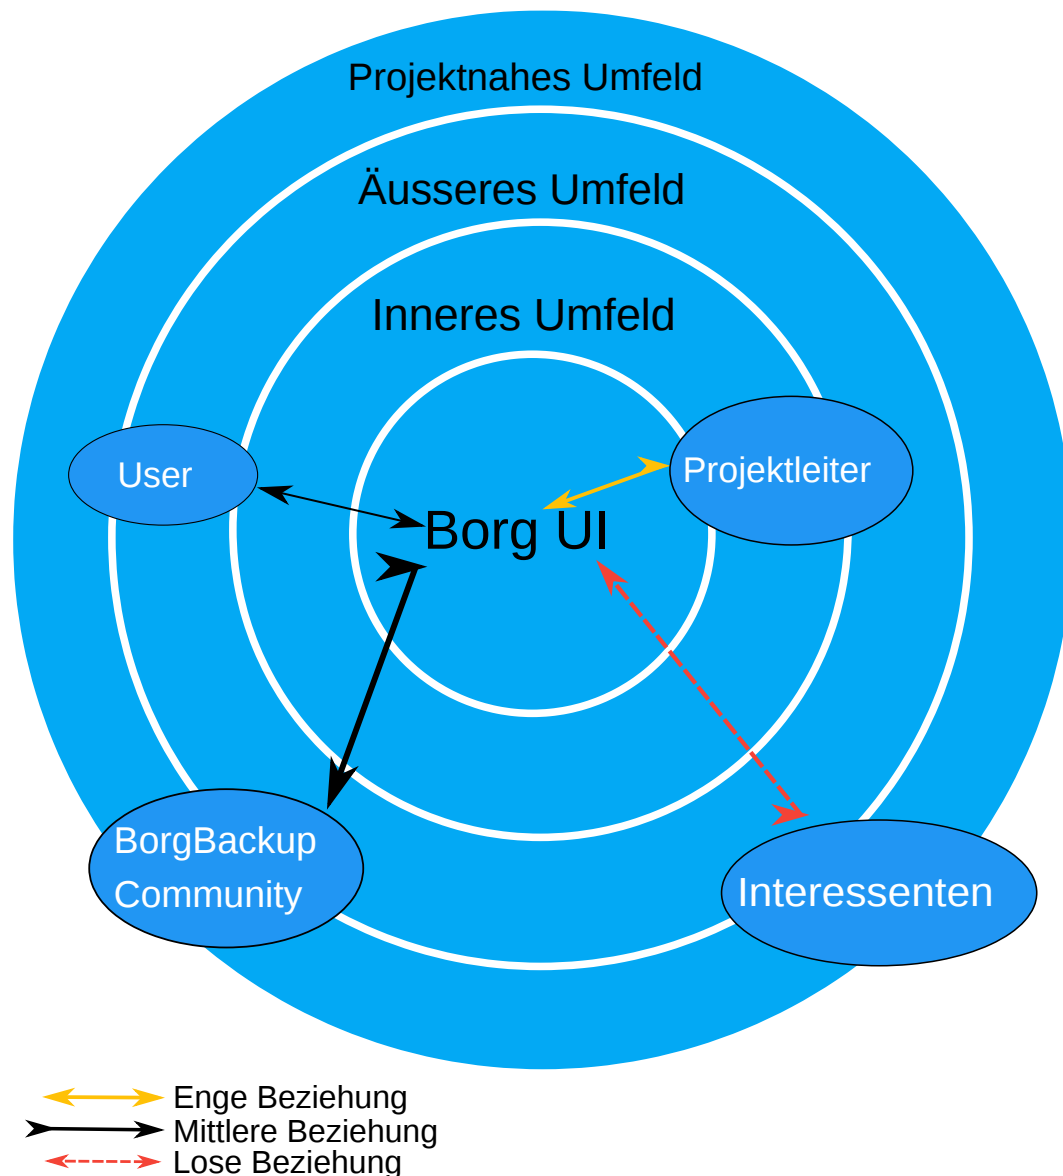 Projektnahes Umfeld
Äusseres Umfeld
Inneres Umfeld
User
Projektleiter
Borg UI
BorgBackup
Community
Interessenten
Enge Beziehung
Mittlere Beziehung
Lose Beziehung